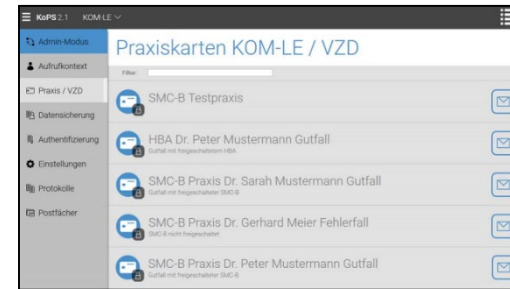 KoPS 2.1 KOM-LE
Admin-Modus
Aufrufkontext
Praxis / VZD
Datensicherung
Authentifizierung
Einstellungen
Protokolle
Postfächer
Praxiskarten KOM-LE / VZD
Filter:
SMC-B Testpraxis
HBA Dr. Peter Mustermann Gutfall
Gutfall mit freigeschaltetem HBA
SMC-B Praxis Dr. Sarah Mustermann Gutfall
Gutfall mit freigeschalteter SMC-B
SMC-B Praxis Dr. Gerhard Meier Fehlerfall
SMC-B nicht freigeschaltet
SMC-B Praxis Dr. Peter Mustermann Gutfall
Gutfall mit freigeschalteter SMC-B